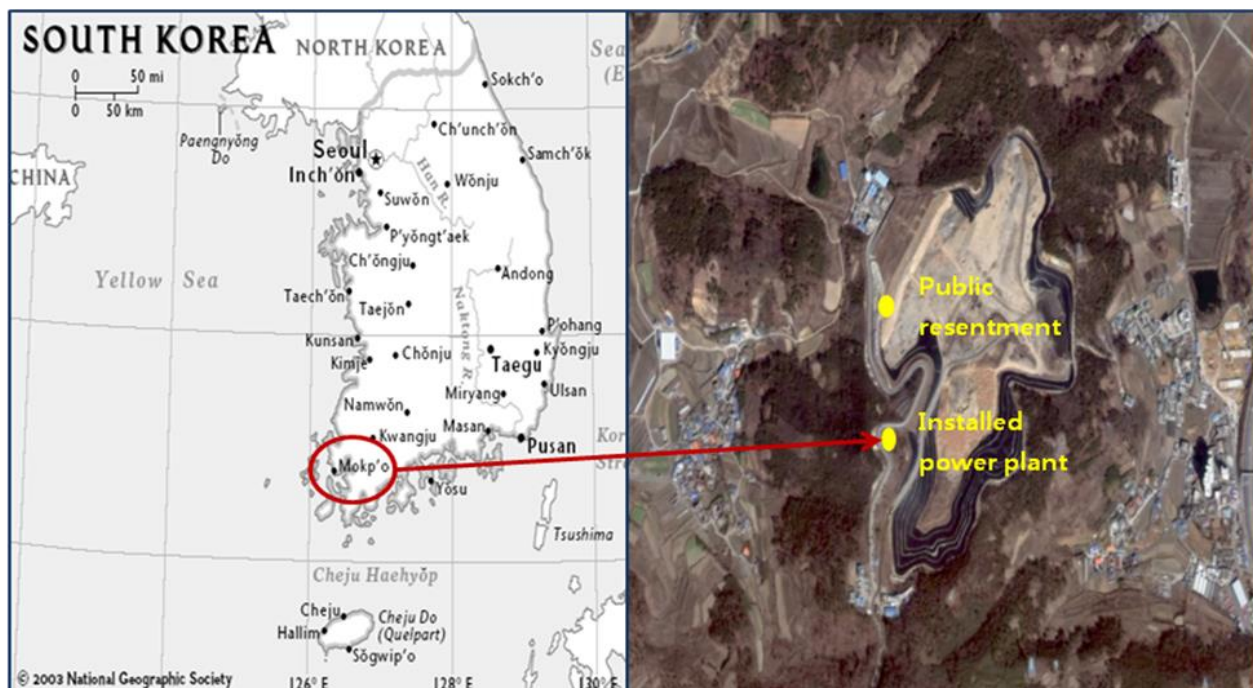 SOUTH KOREA
NORTH KOREA
Sea
(E
0 50 mi
0 50 km
Sokch'o
Paengnyŏng
Do
Ch'unch'ŏn
Seoul
Inch'ŏn
Han R.
Samch'ŏk
CHINA
Wŏnju
Suwŏn
P'yŏngt'aek
Ch'ŏngju
Andong
Yellow Sea
Taech'ŏn
Taejŏn
Naktong R.
P'ohang
Kunsan
Kimje
Chŏnju
Taegu
Kyŏngju
Miryang
Ulsan
Namwŏn
Masan
Kwangju
Pusan
Kor
Stra
Mokp'o
Yŏsu
Tsushima
Cheju Haehyŏp
Cheju
Hallim
Cheju Do
(Quelpart)
Sŏgwip'o
© 2003 National Geographic Society
126°E
128°E
130°E
Public
resentment
Installed
power plant